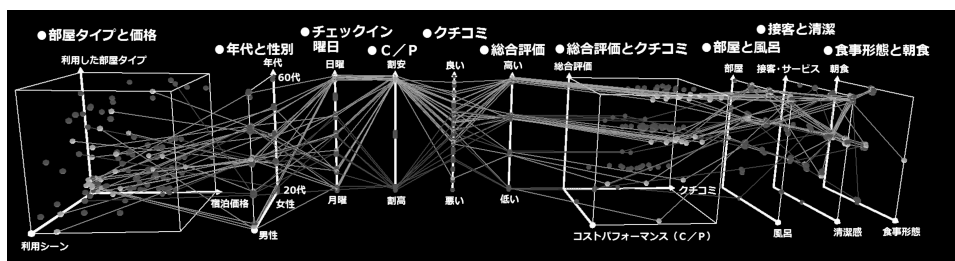 ●部屋タイプと価格
利用した部屋タイプ
宿泊価格
利用シーン
●年代と性別
年代
60代
20代
女性
男性
●チェックイン
曜日
日曜
月曜
●C/P
割安
割高
●クチコミ
良い
悪い
●総合評価
高い
低い
●総合評価とクチコミ
総合評価
クチコミ
コストパフォーマンス(C/P)
●部屋と風呂
部屋
風呂
●接客と清潔
接客・サービス
清潔感
●食事形態と朝食
朝食
食事形態